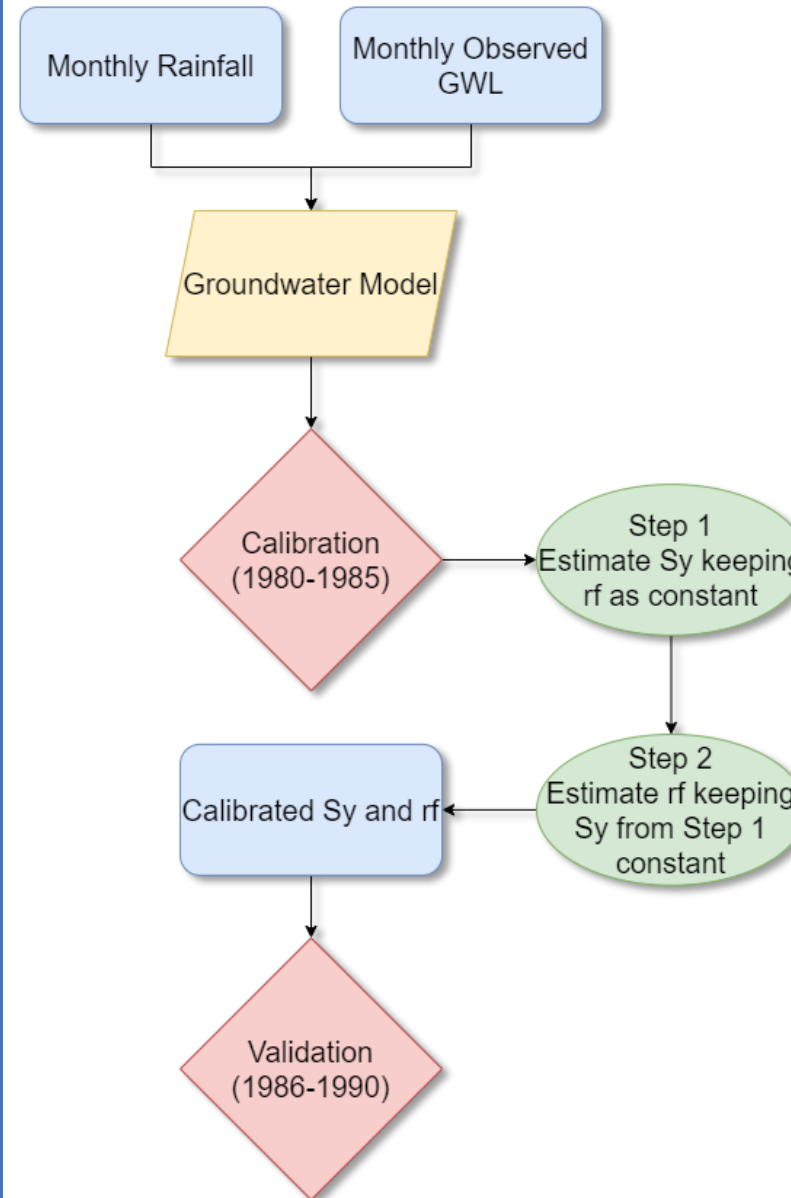 Monthly Rainfall
Monthly Observed
GWL
Groundwater Model
Calibration
(1980-1985)
Step 1
Estimate Sy keeping
rf as constant
Step 2
Estimate rf keeping
Sy from Step 1
constant
Calibrated Sy and rf
Validation
(1986-1990)